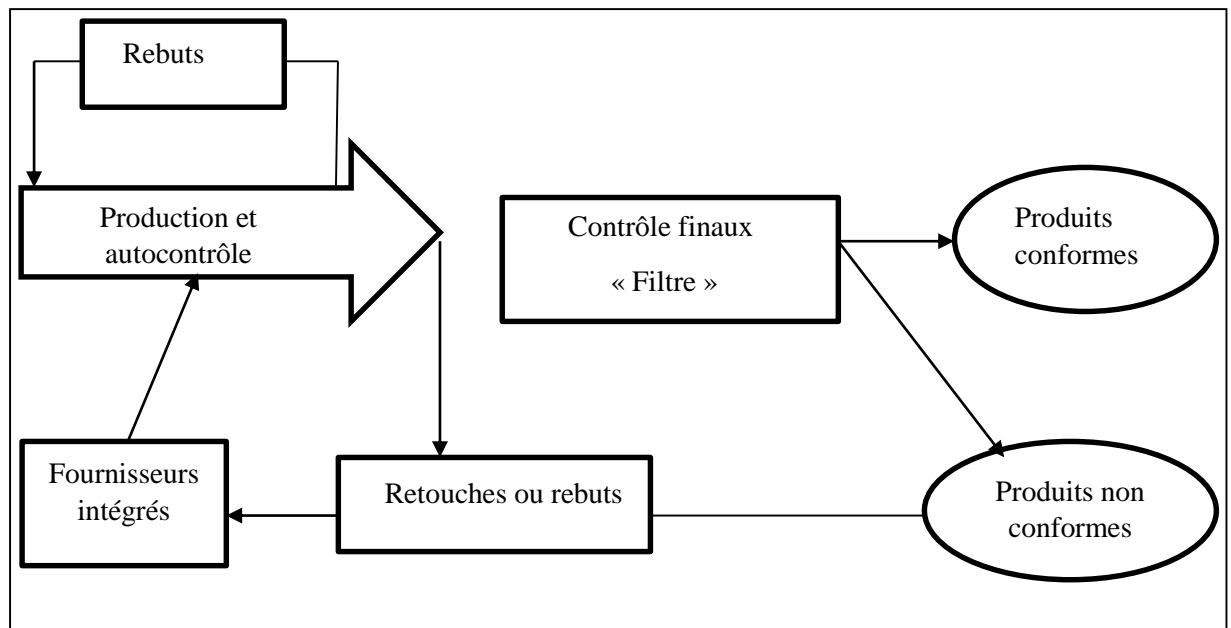 Rebuts
Production et
autocontrôle
Contrôle finaux
« Filtre »
Produits
conformes
Fournisseurs
intégrés
Retouches ou rebuts
Produits non
conformes